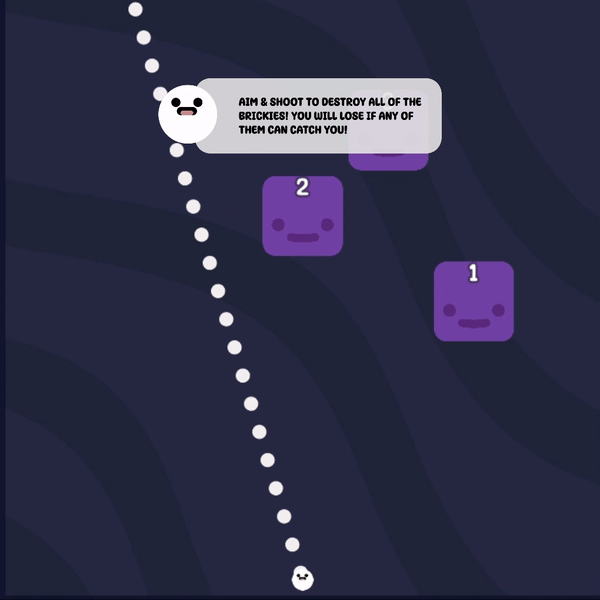 AIM & SHOOT TO DESTROY ALL OF THE
BRICKIES! YOU WILL LOSE IF ANY OF
THEM CAN CATCH YOU!
2
1